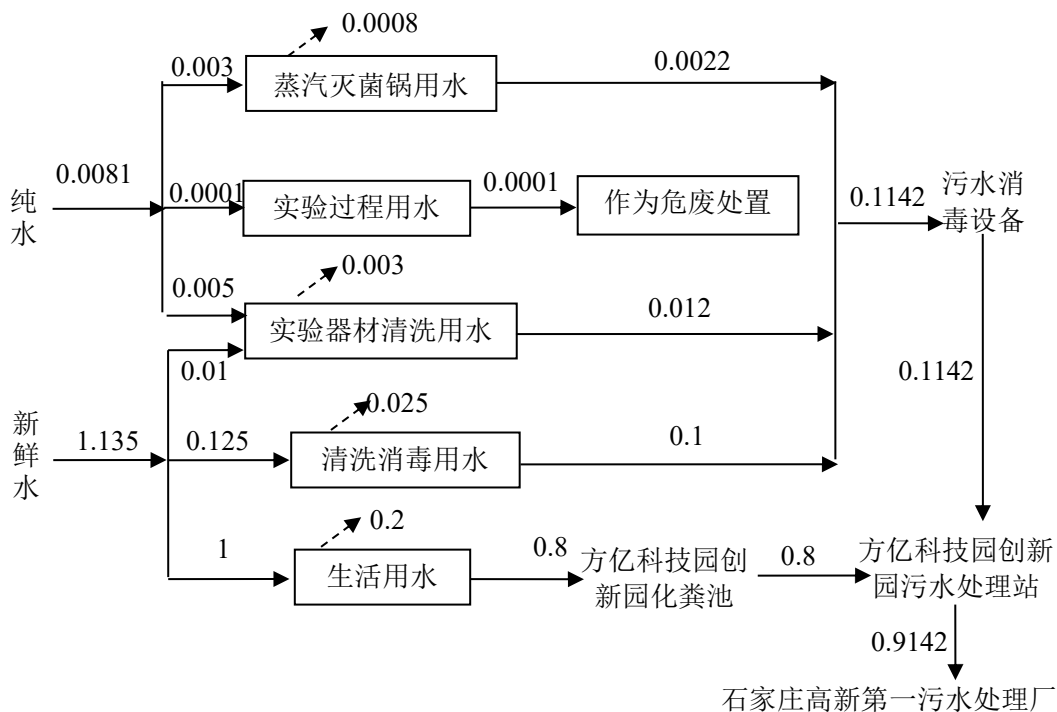 0.0008
0.003
蒸汽灭菌锅用水
0.0022
0.0081
纯
水
0.0001
实验过程用水
0.0001
作为危废处置
0.1142
污水消
毒设备
0.005
0.003
实验器材清洗用水
0.012
0.01
0.1142
新
鲜
水
1.135
0.125
0.025
清洗消毒用水
0.1
1
0.2
生活用水
0.8
方亿科技园创
新园化粪池
0.8
方亿科技园创新
园污水处理站
0.9142
石家庄高新第一污水处理厂